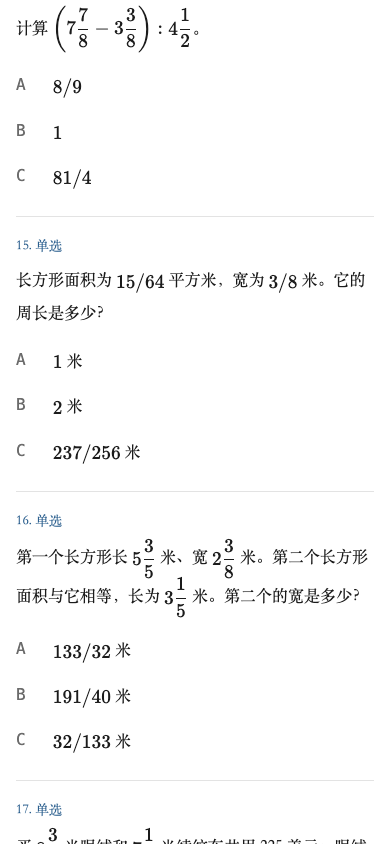 计算 (7 7/8 − 3 3/8) : 4 1/2。
A 8/9
B 1
C 81/4
15. 单选
长方形面积为 15/64 平方米，宽为 3/8 米。它的
周长是多少？
A 1 米
B 2 米
C 237/256 米
16. 单选
第一个长方形长 5 3/5 米、宽 2 3/8 米。第二个长方形
面积与它相等，长为 3 1/5 米。第二个的宽是多少？
A 133/32 米
B 191/40 米
C 32/133 米
17. 单选